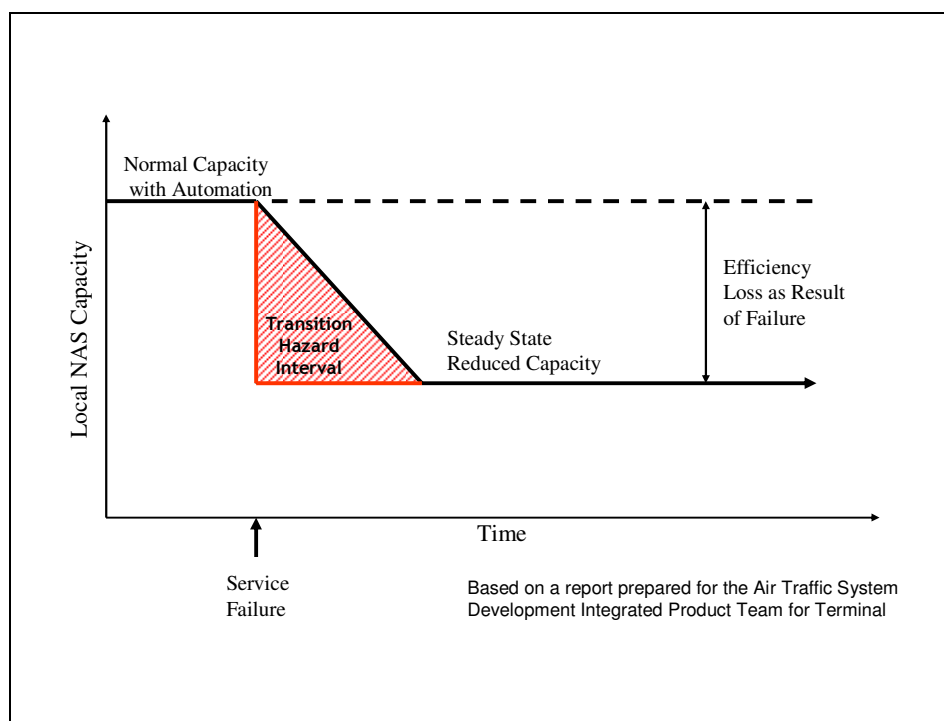 Normal Capacity
with Automation
Local NAS Capacity
Transition
Hazard
Interval
Steady State
Reduced Capacity
Efficiency
Loss as Result
of Failure
Time
Service
Failure
Based on a report prepared for the Air Traffic System
Development Integrated Product Team for Terminal